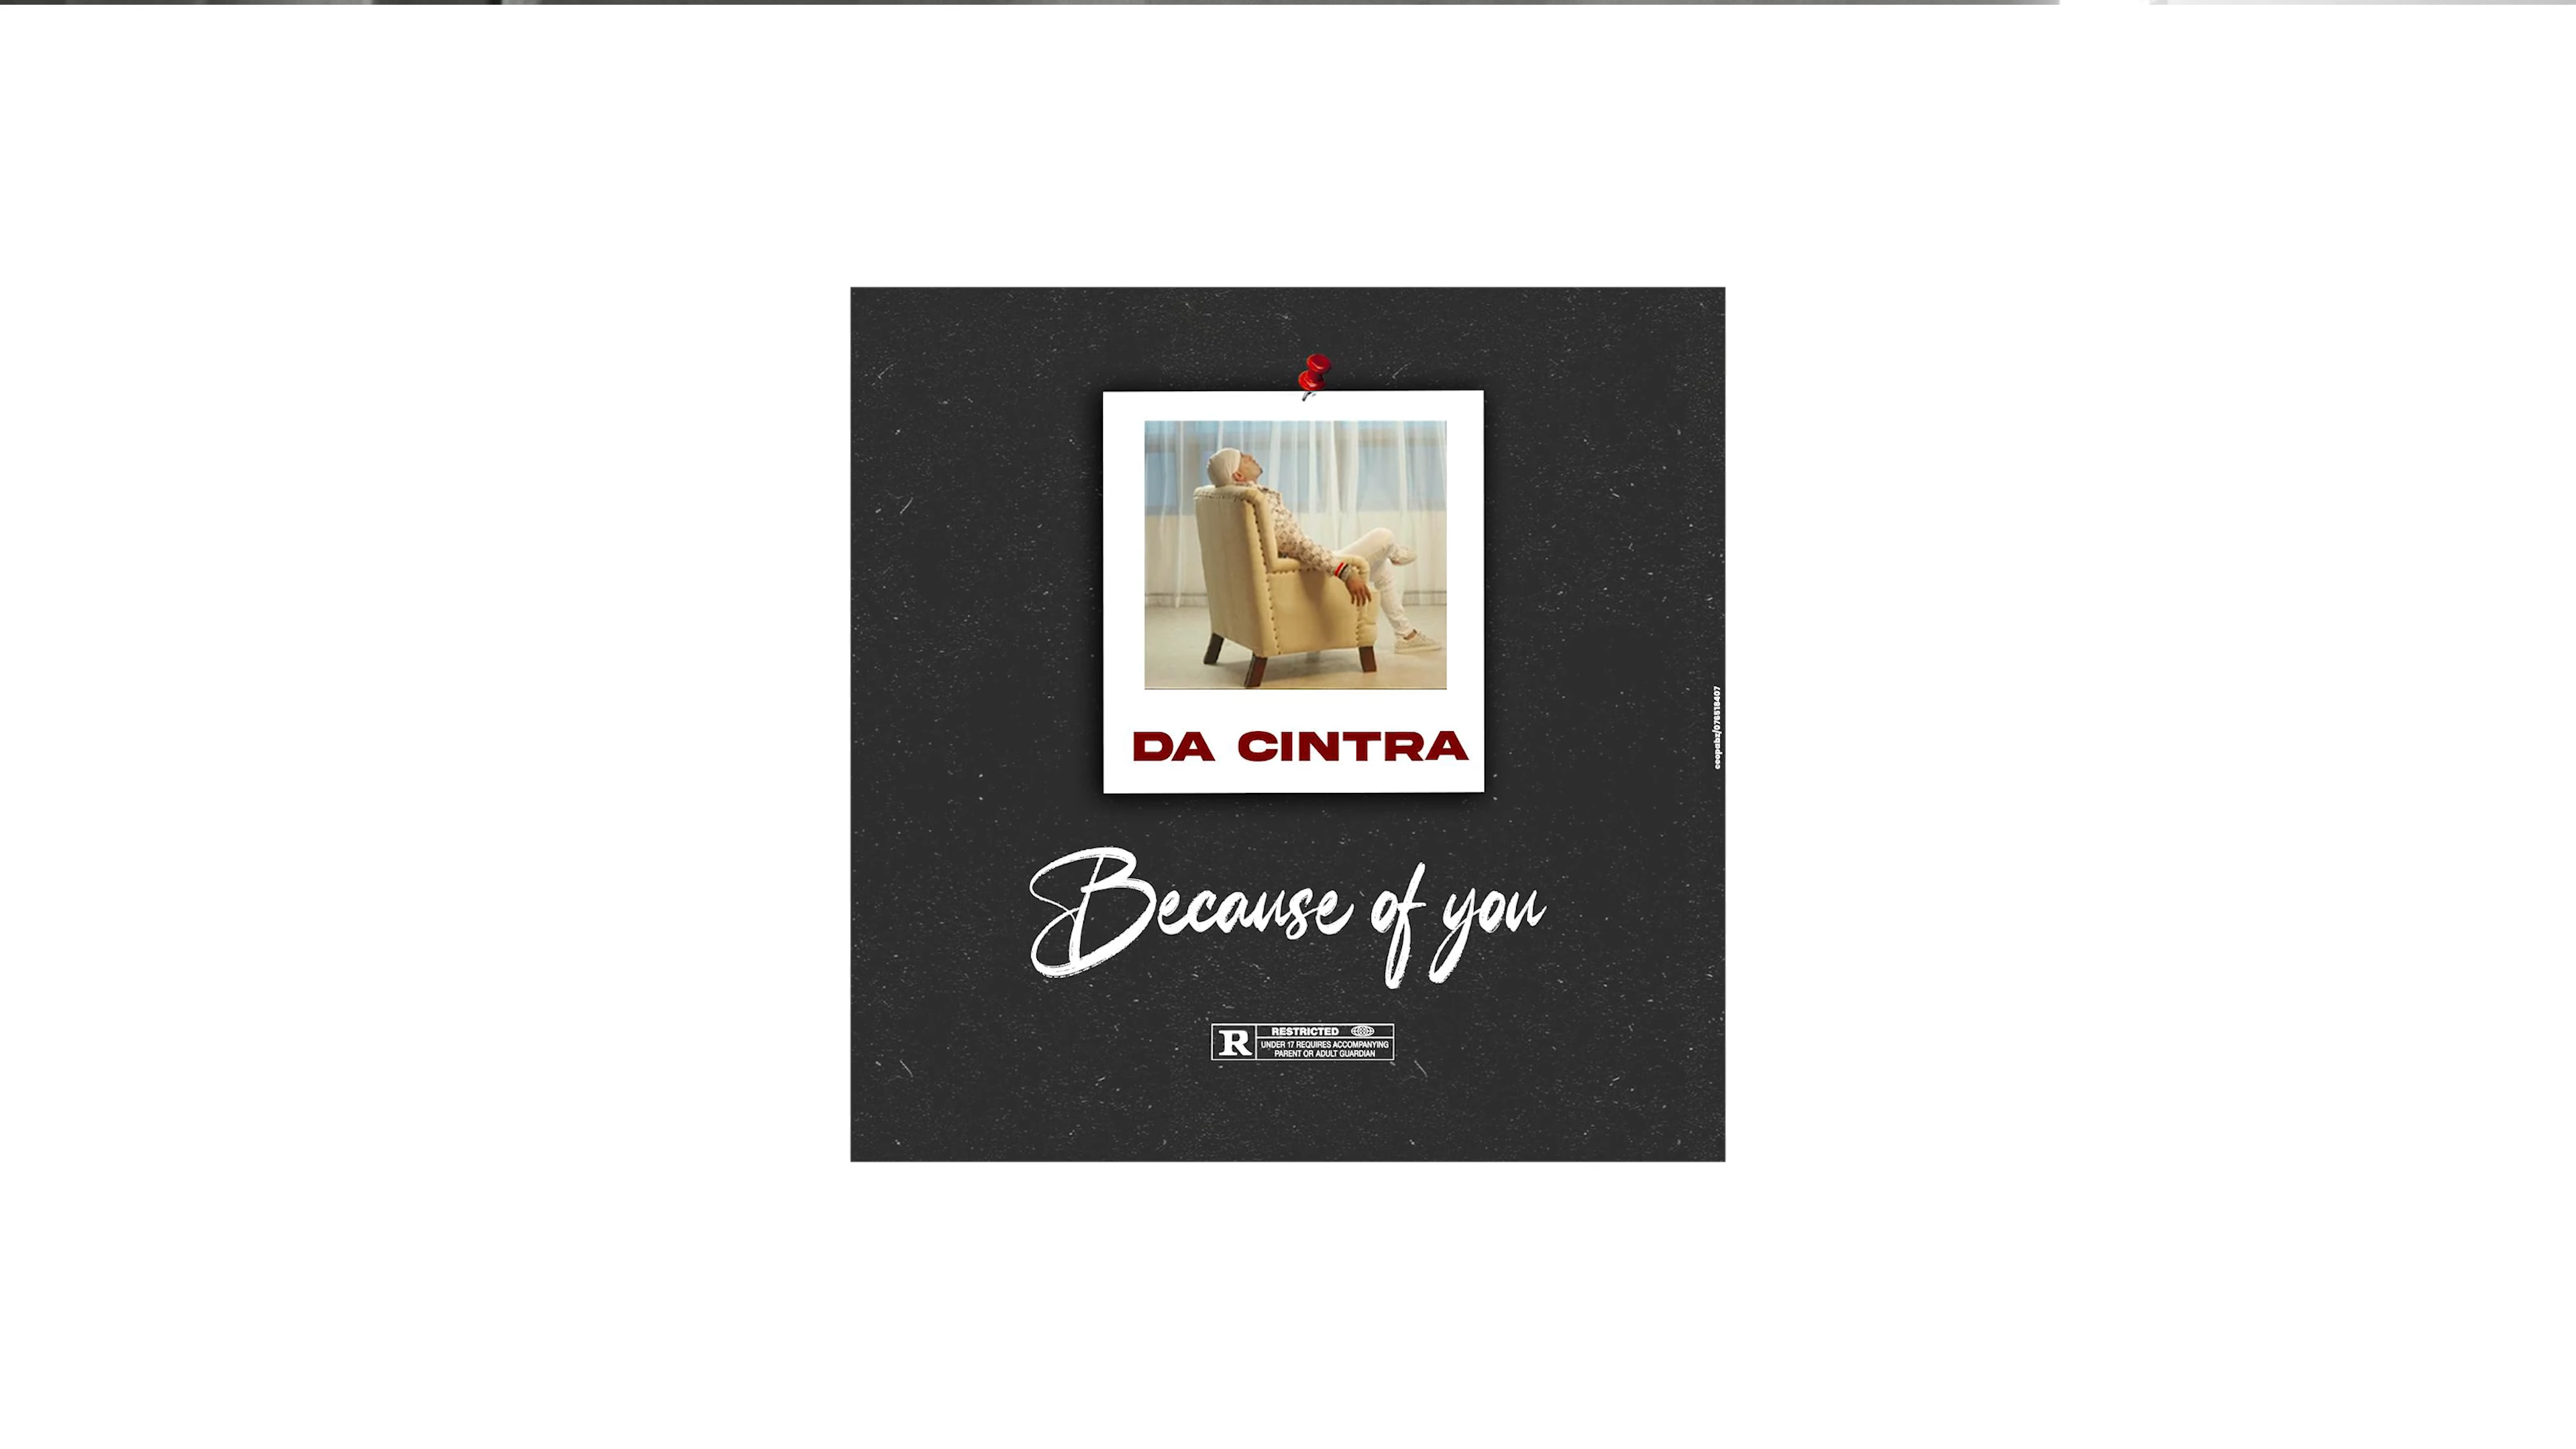 DA CINTRA
Because of you
R
RESTRICTED
UNDER 17 REQUIRES ACCOMPANYING
PARENT OR ADULT GUARDIAN